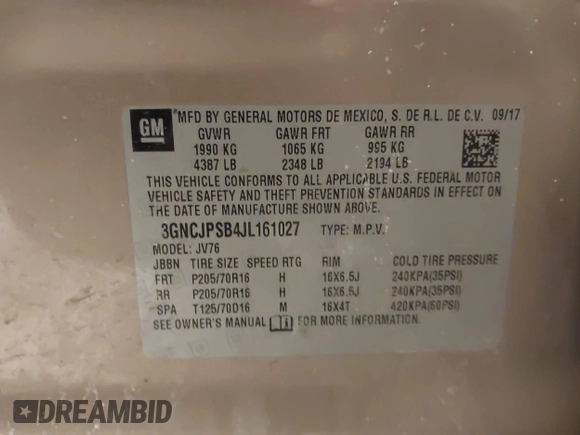 GM
MFD BY GENERAL MOTORS DE MEXICO, S. DE R.L. DE C.V. 09/17
GVWR GAWR FRT GAWR RR
1990 KG 1065 KG 995 KG
4387 LB 2348 LB 2194 LB
THIS VEHICLE CONFORMS TO ALL APPLICABLE U.S. FEDERAL MOTOR
VEHICLE SAFETY AND THEFT PREVENTION STANDARDS IN EFFECT ON
THE DATE OF MANUFACTURE SHOWN ABOVE.
3GNCJPSB4JL161027 TYPE: M.P.V.
MODEL: JV76
JBBN TIRE SIZE SPEED RTG RIM COLD TIRE PRESSURE
FRT P205/70R16 H 16X6.5J 240KPA(35PSI)
RR P205/70R16 H 16X6.5J 240KPA(35PSI)
SPA T125/70D16 M 16X4T 420KPA(60PSI)
SEE OWNER'S MANUAL FOR MORE INFORMATION.
DREAMBID